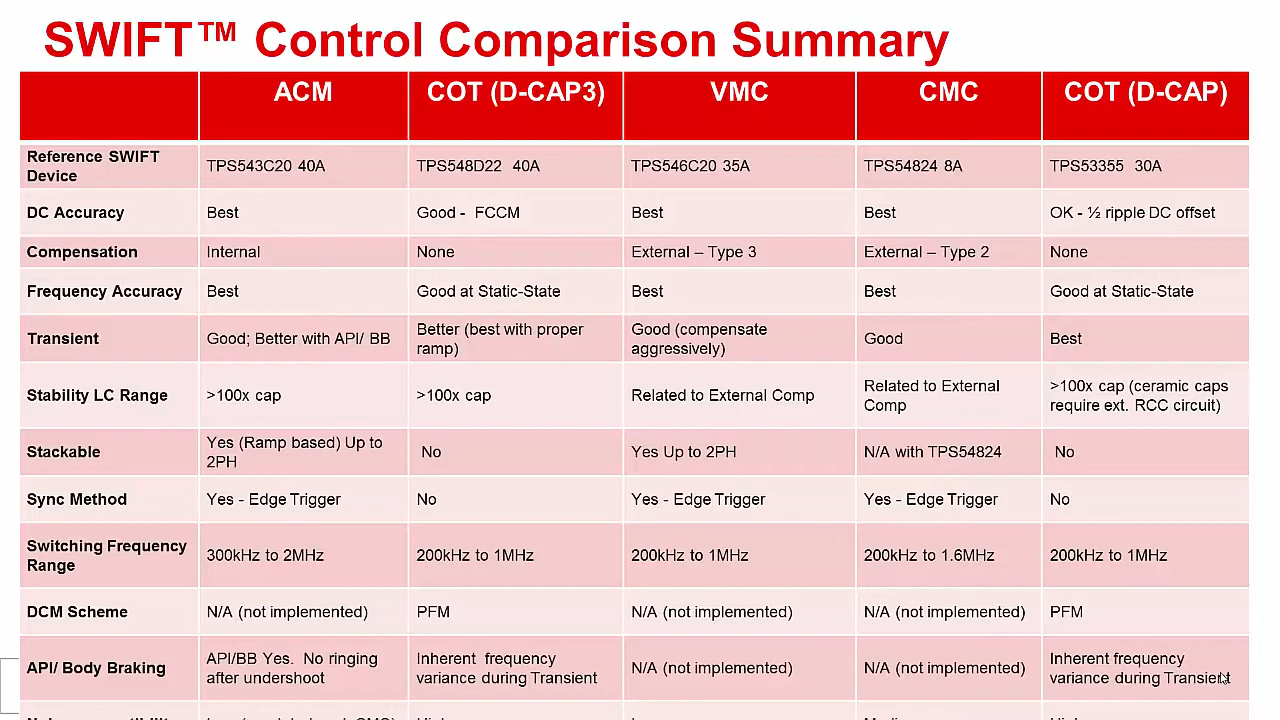 SWIFT™ Control Comparison Summary
ACM COT (D-CAP3) VMC CMC COT (D-CAP)
Reference SWIFT
Device
TPS543C20 40A TPS548D22 40A TPS546C20 35A TPS54824 8A TPS53355 30A
DC Accuracy Best Good - FCCM Best Best OK - ½ ripple DC offset
Compensation Internal None External – Type 3 External – Type 2 None
Frequency Accuracy Best Good at Static-State Best Best Good at Static-State
Transient Good; Better with API/ BB
Better (best with proper
ramp)
Good (compensate
aggressively)
Good Best
Stability LC Range >100x cap >100x cap Related to External Comp
Related to External
Comp
>100x cap (ceramic caps
require ext. RCC circuit)
Stackable
Yes (Ramp based) Up to
2PH
No Yes Up to 2PH N/A with TPS54824 No
Sync Method Yes - Edge Trigger No Yes - Edge Trigger Yes - Edge Trigger No
Switching Frequency
Range
300kHz to 2MHz 200kHz to 1MHz 200kHz to 1MHz 200kHz to 1.6MHz 200kHz to 1MHz
DCM Scheme N/A (not implemented) PFM N/A (not implemented) N/A (not implemented) PFM
API/ Body Braking
API/BB Yes. No ringing
after undershoot
Inherent frequency
variance during Transient
N/A (not implemented) N/A (not implemented)
Inherent frequency
variance during Transient